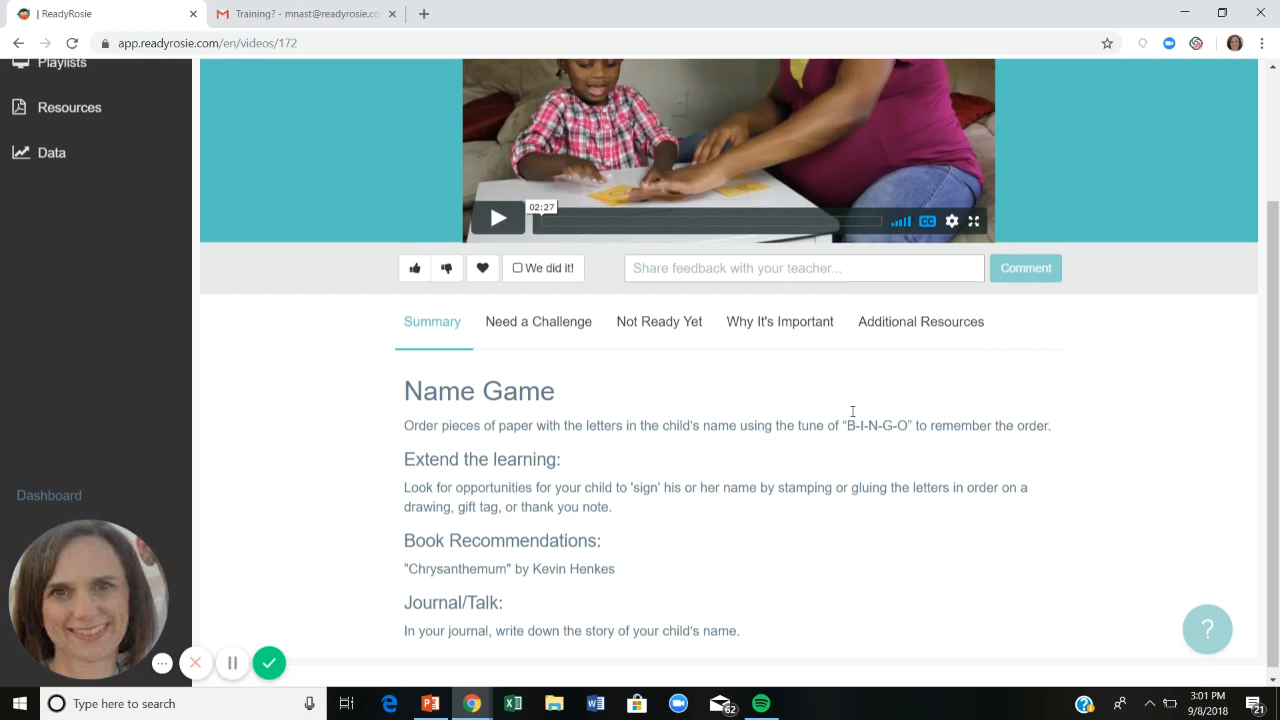 | ReadyRosie
Training? - mnast@readyrosie.co
app.readyrosie.com/en/videos/172
Playlists
Resources
Data
02:27
CC
We did it!
Share feedback with your teacher...
Comment
Summary
Need a Challenge
Not Ready Yet
Why It's Important
Additional Resources
Name Game
Order pieces of paper with the letters in the child's name using the tune of “B-I-N-G-O” to remember the order.
Extend the learning:
Look for opportunities for your child to 'sign' his or her name by stamping or gluing the letters in order on a
drawing, gift tag, or thank you note.
Book Recommendations:
"Chrysanthemum" by Kevin Henkes
Journal/Talk:
In your journal, write down the story of your child's name.
Dashboard
?
Type here to search
62
3:01 PM
9/8/2018
21